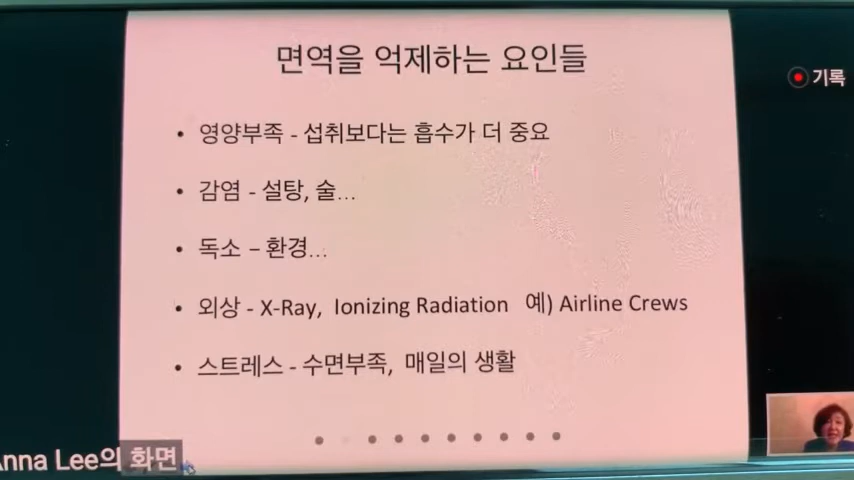 면역을 억제하는 요인들
기록
• 영양부족 - 섭취보다는 흡수가 더 중요
• 감염 - 설탕, 술...
• 독소 – 환경...
• 외상 - X-Ray, Ionizing Radiation 예) Airline Crews
• 스트레스 - 수면부족, 매일의 생활
Anna Lee의 화면